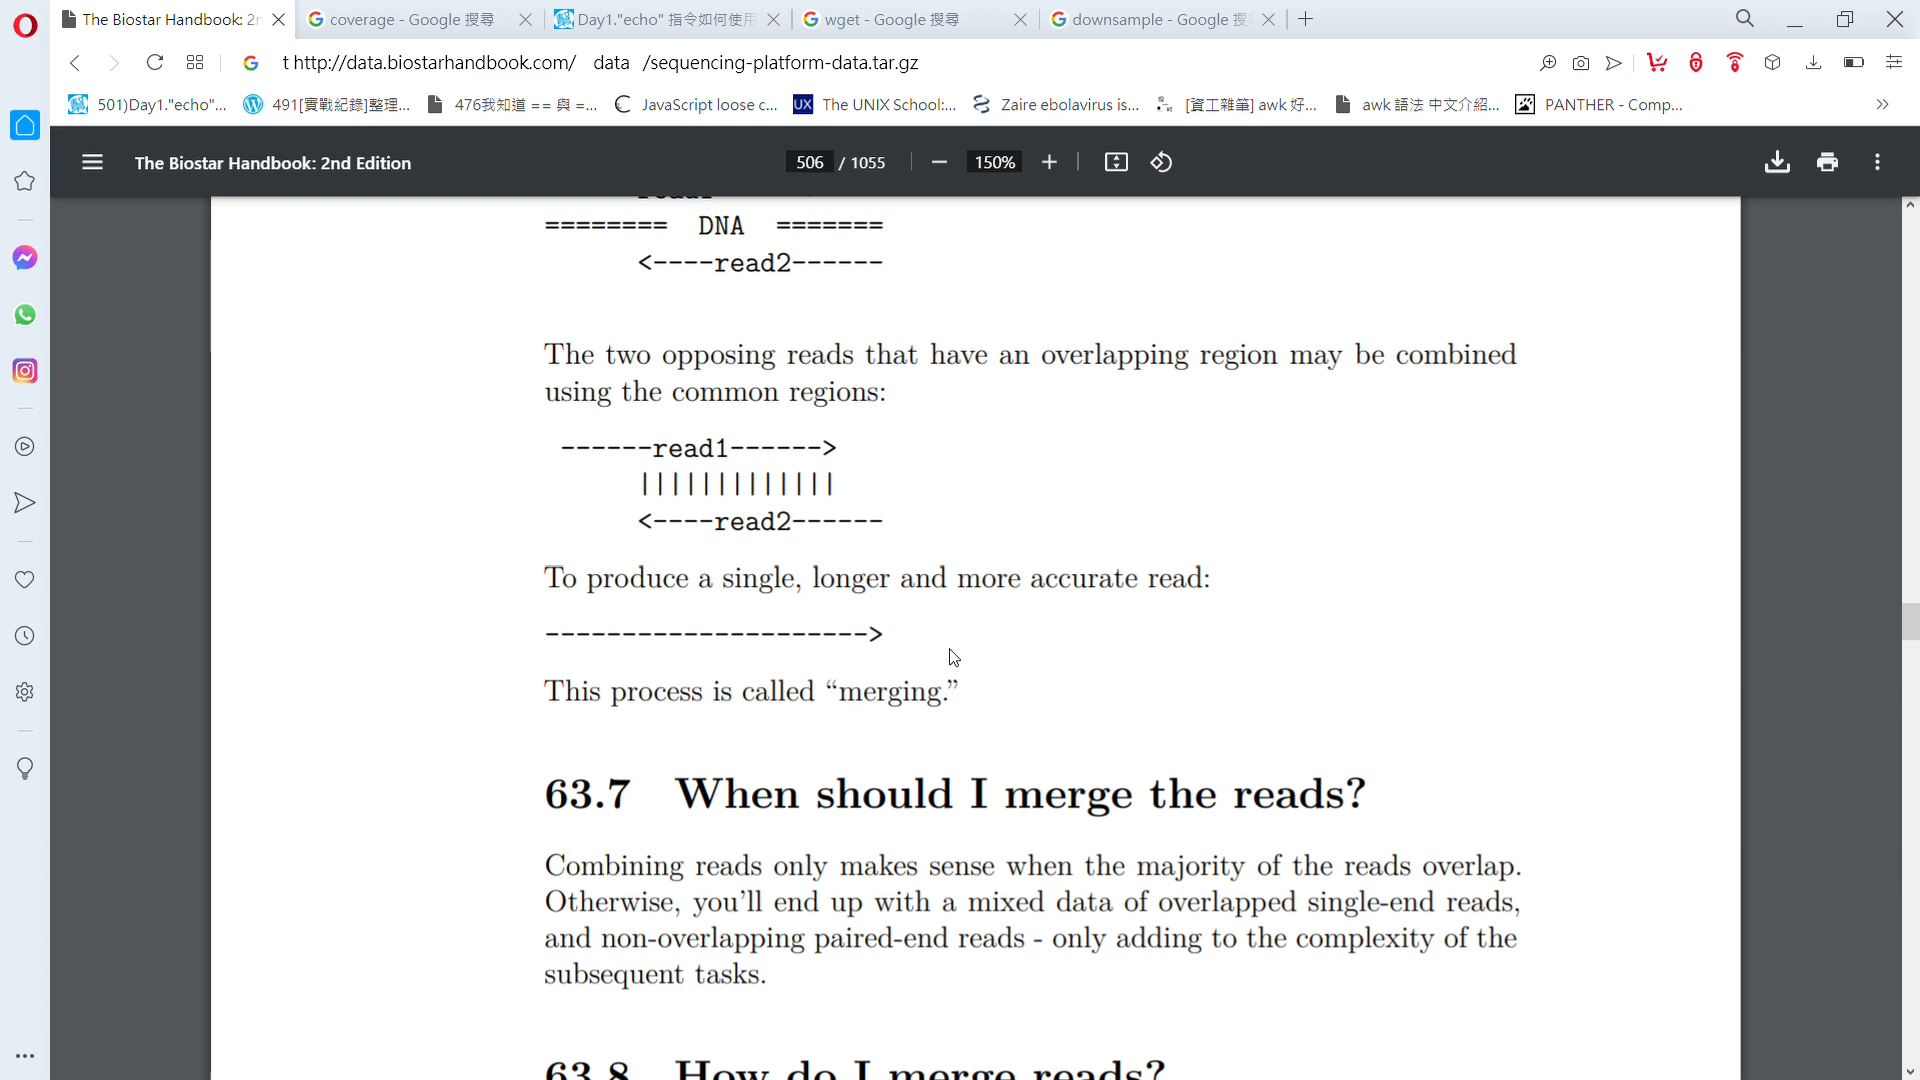 The Biostar Handbook: 2n
coverage - Google 搜尋
Day1."echo" 指令如何使用
wget - Google 搜尋
downsample - Google 搜
t http://data.biostarhandbook.com/ data /sequencing-platform-data.tar.gz
501)Day1."echo"...
491[實戰紀錄]整理...
476我知道 == 與 =...
JavaScript loose c...
UX
The UNIX School:...
Zaire ebolavirus is...
[資工雜筆] awk 好...
awk 語法 中文介紹...
PANTHER - Comp...
The Biostar Handbook: 2nd Edition
506 / 1055
150%
======== DNA =======
<----read2------
The two opposing reads that have an overlapping region may be combined
using the common regions:
------read1------>
|||||||||||||
<----read2------
To produce a single, longer and more accurate read:
--------------------->
This process is called “merging.”
63.7 When should I merge the reads?
Combining reads only makes sense when the majority of the reads overlap.
Otherwise, you’ll end up with a mixed data of overlapped single-end reads,
and non-overlapping paired-end reads - only adding to the complexity of the
subsequent tasks.
63.8 How do I merge reads?